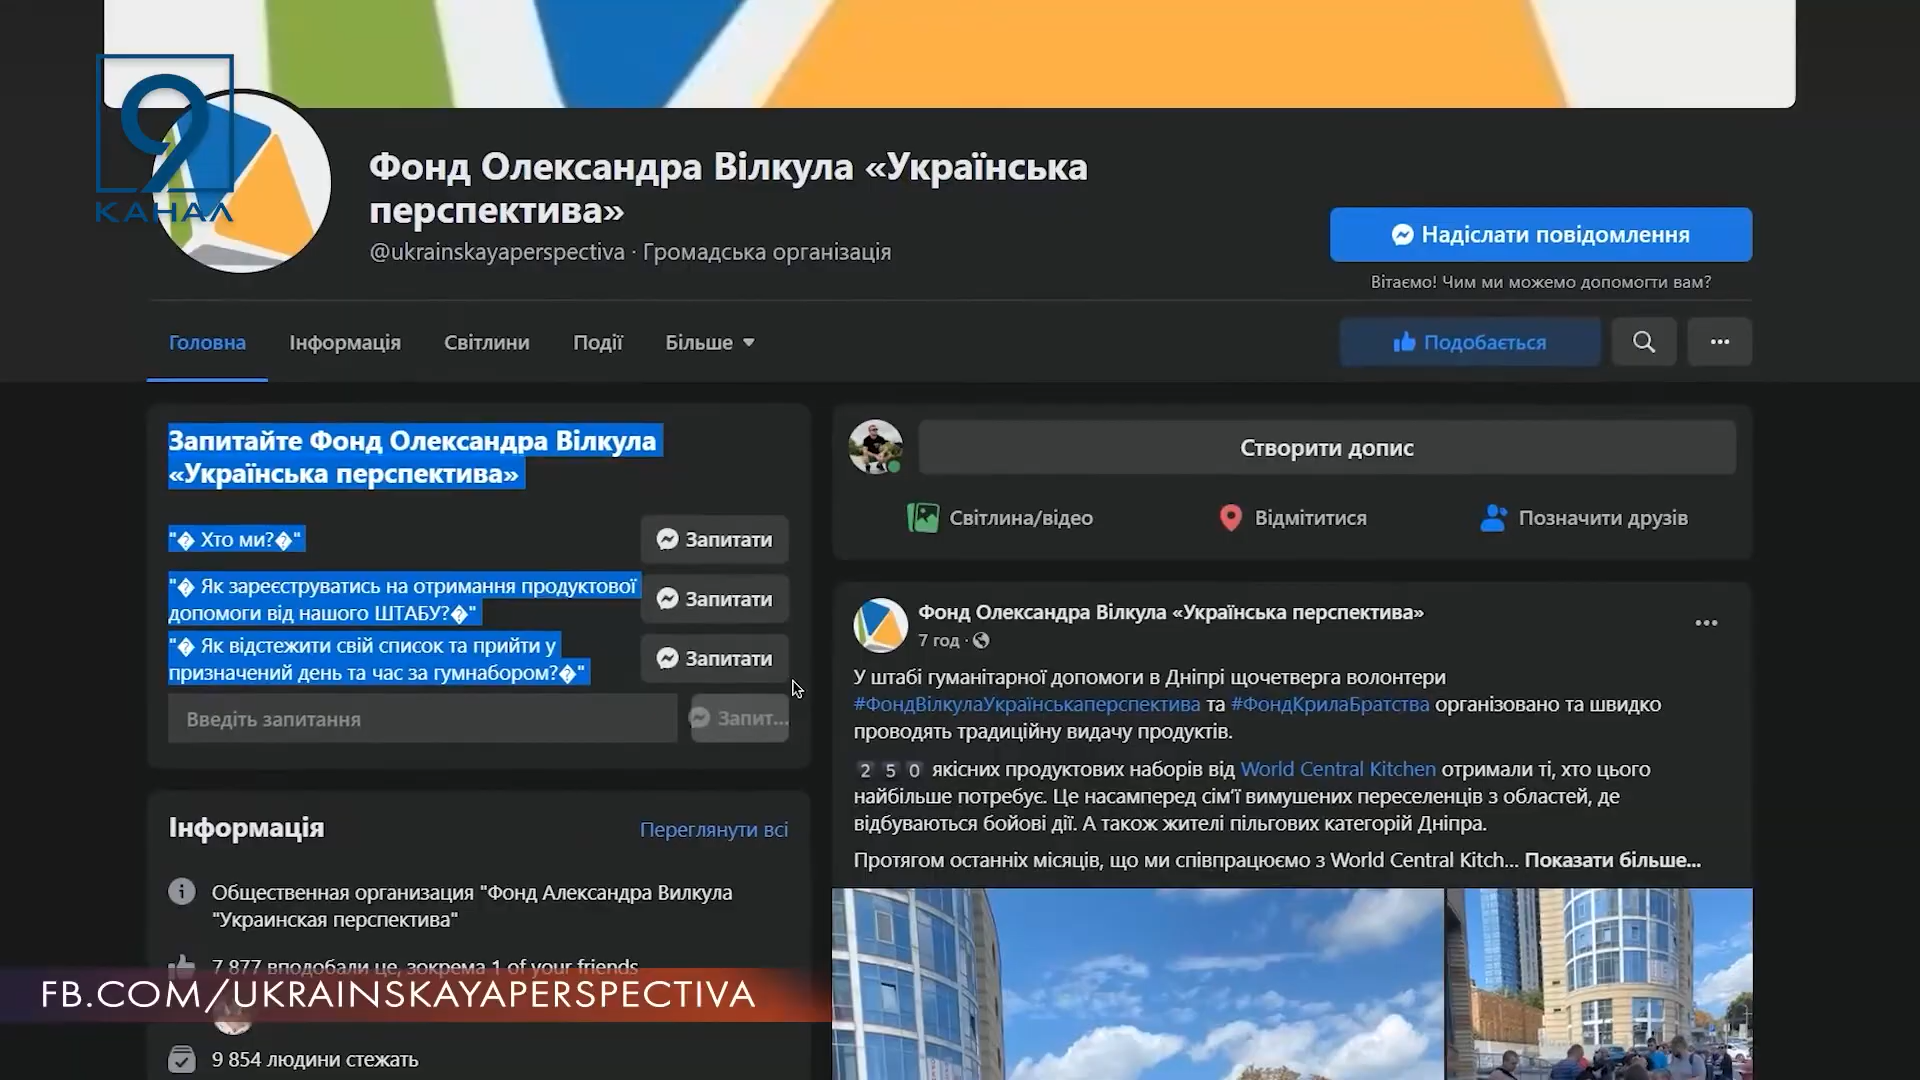 9
КАНАЛ
Фонд Олександра Вілкула «Українська
перспектива»
@ukrainskayaperspectiva · Громадська організація
Надіслати повідомлення
Вітаємо! Чим ми можемо допомогти вам?
Головна
Інформація
Світлини
Події
Більше
Подобається
Запитайте Фонд Олександра Вілкула
«Українська перспектива»
"� Хто ми?�"
Запитати
"� Як зареєструватись на отримання продуктової
допомоги від нашого ШТАБУ?�"
Запитати
"� Як відстежити свій список та прийти у
призначений день та час за гумнабором?�"
Запитати
Введіть запитання
Запит...
Інформація
Переглянути всі
Общественная организация "Фонд Александра Вилкула
"Украинская перспектива"
7 877 вподобали це, зокрема 1 of your friends
FB.COM/UKRAINSKAYAPERSPECTIVA
9 854 людини стежать
Створити допис
Світлина/відео
Відмітитися
Позначити друзів
Фонд Олександра Вілкула «Українська перспектива»
7 год ·
У штабі гуманітарної допомоги в Дніпрі щочетверга волонтери
#ФондВілкулаУкраїнськаперспектива та #ФондКрилаБратства організовано та швидко
проводять традиційну видачу продуктів.
2 5 0 якісних продуктових наборів від World Central Kitchen отримали ті, хто цього
найбільше потребує. Це насамперед сім'ї вимушених переселенців з областей, де
відбуваються бойові дії. А також жителі пільгових категорій Дніпра.
Протягом останніх місяців, що ми співпрацюємо з World Central Kitch... Показати більше...